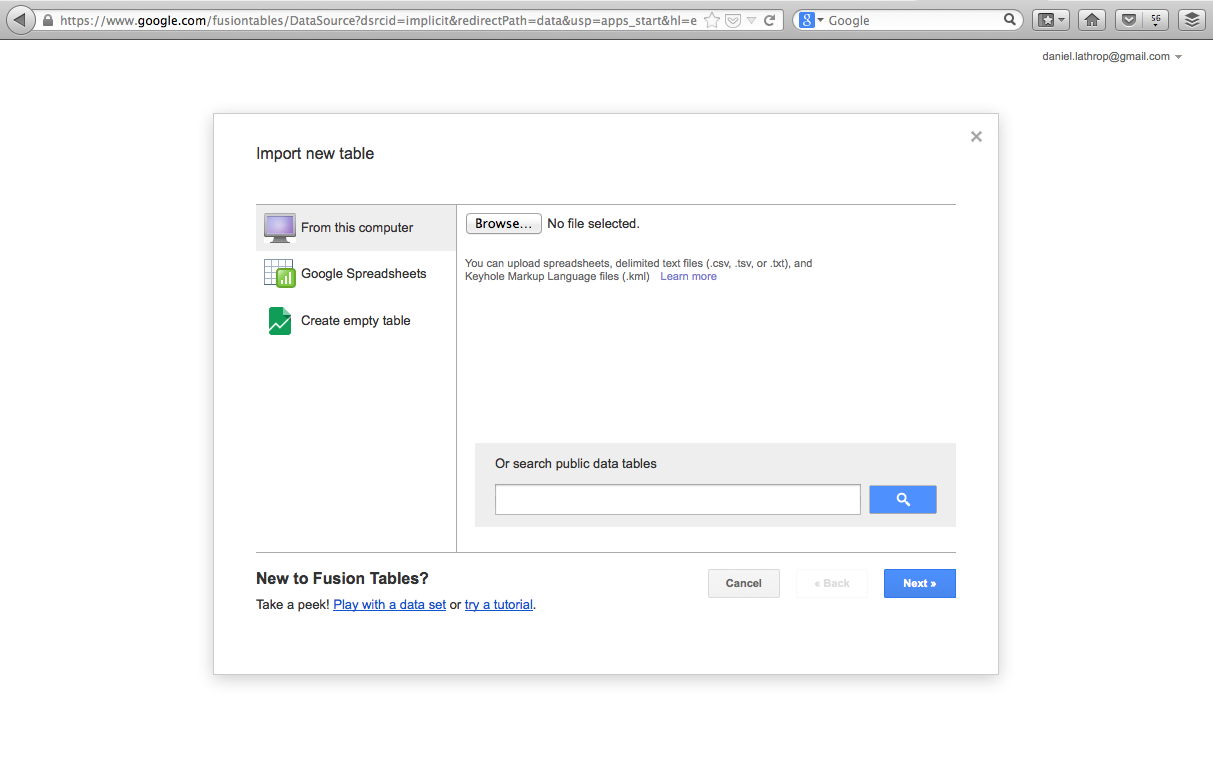 https://www.google.com/fusiontables/DataSource?dsrcid=implicit&redirectPath=data&usp=apps_start&hl=e
8 Google
56
daniel.lathrop@gmail.com
Import new table
From this computer
Browse... No file selected.
You can upload spreadsheets, delimited text files (.csv, .tsv, or .txt), and
Keyhole Markup Language files (.kml) Learn more
Google Spreadsheets
Create empty table
Or search public data tables
New to Fusion Tables?
Cancel « Back Next »
Take a peek! Play with a data set or try a tutorial.